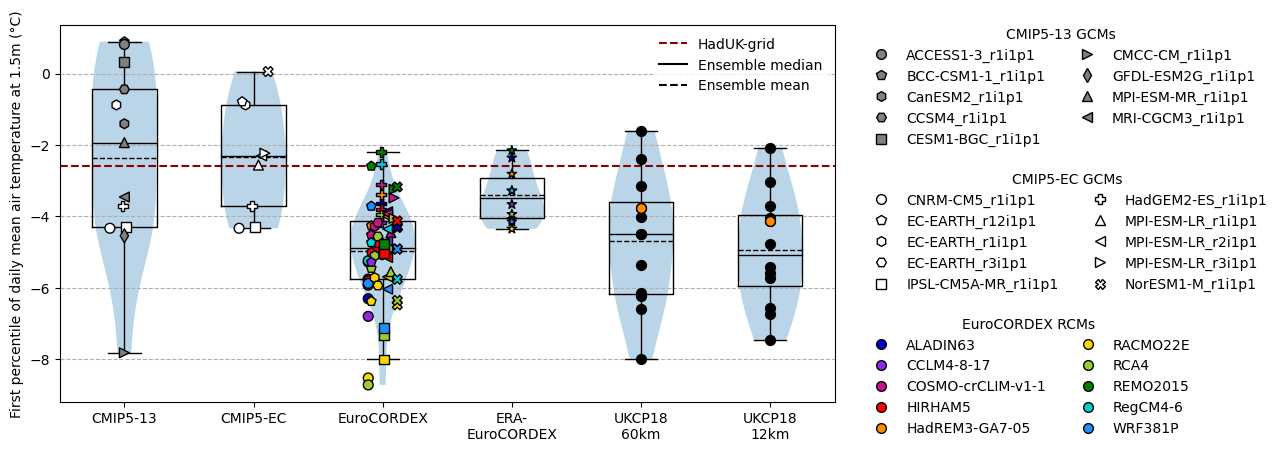 First percentile of daily mean air temperature at 1.5m (°C)
0
−2
−4
−6
−8
HadUK-grid
Ensemble median
Ensemble mean
CMIP5-13
CMIP5-EC
EuroCORDEX
ERA-
EuroCORDEX
UKCP18
60km
UKCP18
12km
CMIP5-13 GCMs
ACCESS1-3_r1i1p1
BCC-CSM1-1_r1i1p1
CanESM2_r1i1p1
CCSM4_r1i1p1
CESM1-BGC_r1i1p1
CMCC-CM_r1i1p1
GFDL-ESM2G_r1i1p1
MPI-ESM-MR_r1i1p1
MRI-CGCM3_r1i1p1
CMIP5-EC GCMs
CNRM-CM5_r1i1p1
EC-EARTH_r12i1p1
EC-EARTH_r1i1p1
EC-EARTH_r3i1p1
IPSL-CM5A-MR_r1i1p1
HadGEM2-ES_r1i1p1
MPI-ESM-LR_r1i1p1
MPI-ESM-LR_r2i1p1
MPI-ESM-LR_r3i1p1
NorESM1-M_r1i1p1
EuroCORDEX RCMs
ALADIN63
CCLM4-8-17
COSMO-crCLIM-v1-1
HIRHAM5
HadREM3-GA7-05
RACMO22E
RCA4
REMO2015
RegCM4-6
WRF381P